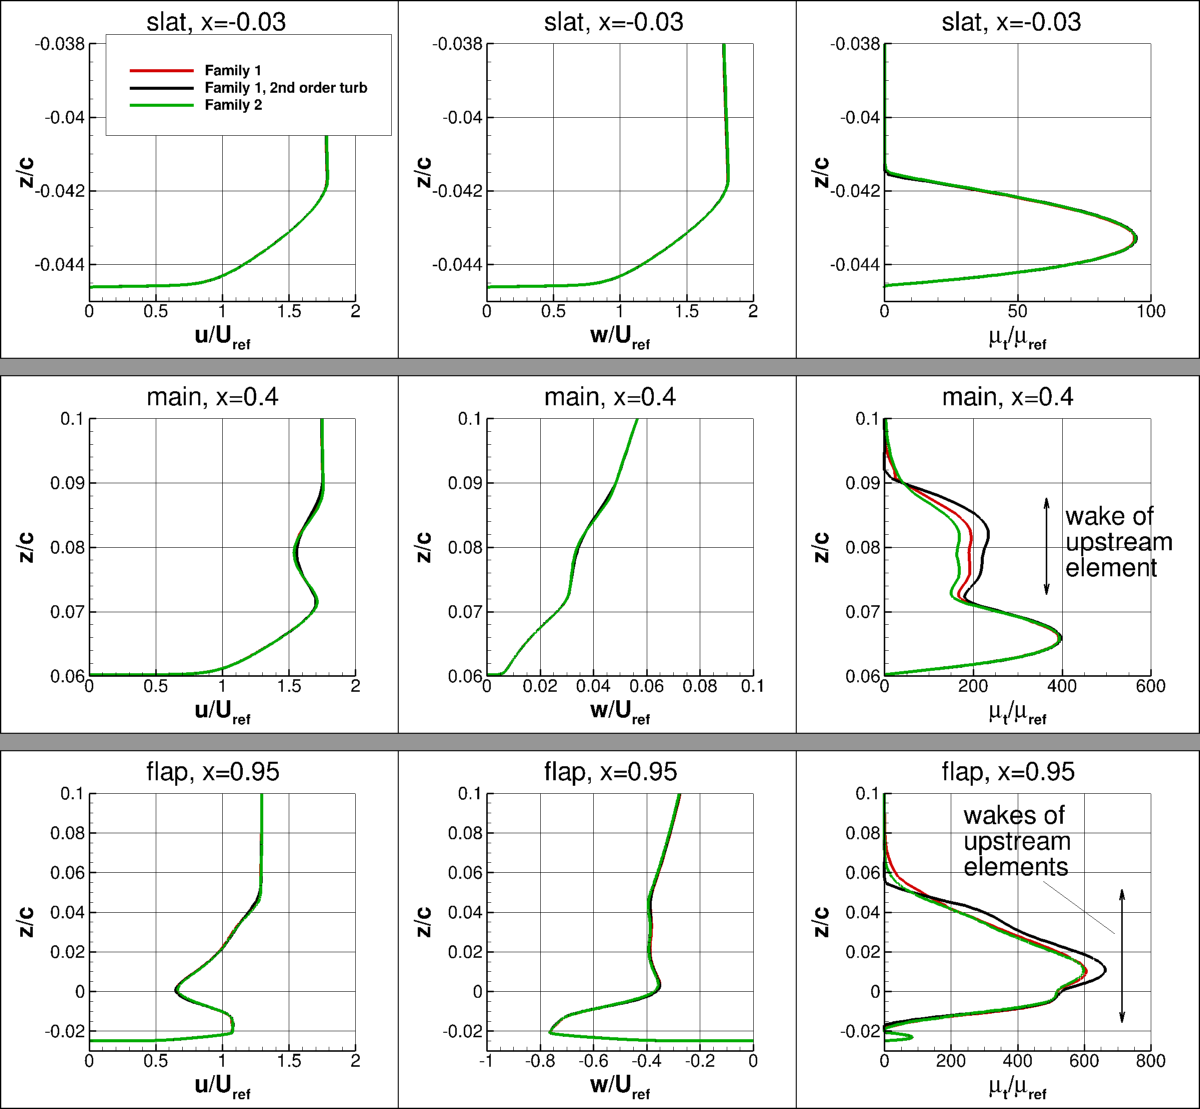 slat, x=-0.03
-0.038
-0.04
-0.042
-0.044
z/c
Family 1
Family 1, 2nd order turb
Family 2
0 0.5 1 1.5 2
u/Uref
slat, x=-0.03
-0.038
-0.04
-0.042
-0.044
z/c
0 0.5 1 1.5 2
w/Uref
slat, x=-0.03
-0.038
-0.04
-0.042
-0.044
z/c
0 50 100
μt/μref
main, x=0.4
0.1
0.09
0.08
0.07
0.06
z/c
0 0.5 1 1.5 2
u/Uref
main, x=0.4
0.1
0.09
0.08
0.07
0.06
z/c
0 0.02 0.04 0.06 0.08 0.1
w/Uref
main, x=0.4
0.1
0.09
0.08
0.07
0.06
z/c
wake of
upstream
element
0 200 400 600
μt/μref
flap, x=0.95
0.1
0.08
0.06
0.04
0.02
0
-0.02
z/c
0 0.5 1 1.5 2
u/Uref
flap, x=0.95
0.1
0.08
0.06
0.04
0.02
0
-0.02
z/c
-1 -0.8 -0.6 -0.4 -0.2 0
w/Uref
flap, x=0.95
0.1
0.08
0.06
0.04
0.02
0
-0.02
z/c
wakes of
upstream
elements
0 200 400 600 800
μt/μref